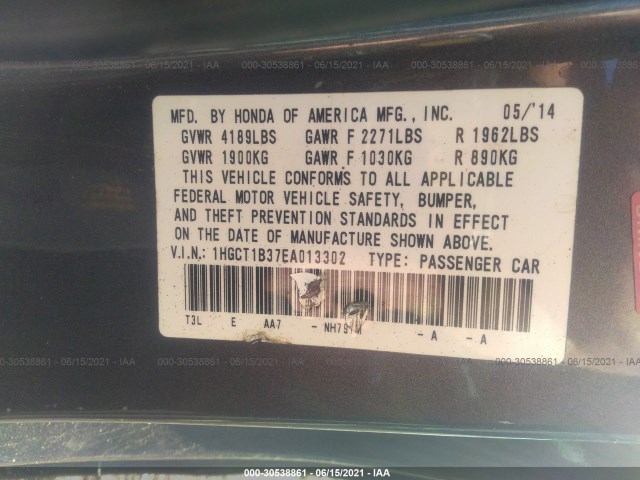 000-30538861 - 06/15/2021 - IAA
MFD. BY HONDA OF AMERICA MFG., INC. 05/'14
GVWR 4189LBS GAWR F 2271LBS R 1962LBS
GVWR 1900KG GAWR F 1030KG R 890KG
THIS VEHICLE CONFORMS TO ALL APPLICABLE
FEDERAL MOTOR VEHICLE SAFETY, BUMPER,
AND THEFT PREVENTION STANDARDS IN EFFECT
ON THE DATE OF MANUFACTURE SHOWN ABOVE.
V.I.N.: 1HGCT1B37EA013302 TYPE: PASSENGER CAR
T3L E AA7 - NH797M - A - A
000-30538861 - 06/15/2021 - IAA
000-30538861 - 06/15/2021 - IAA